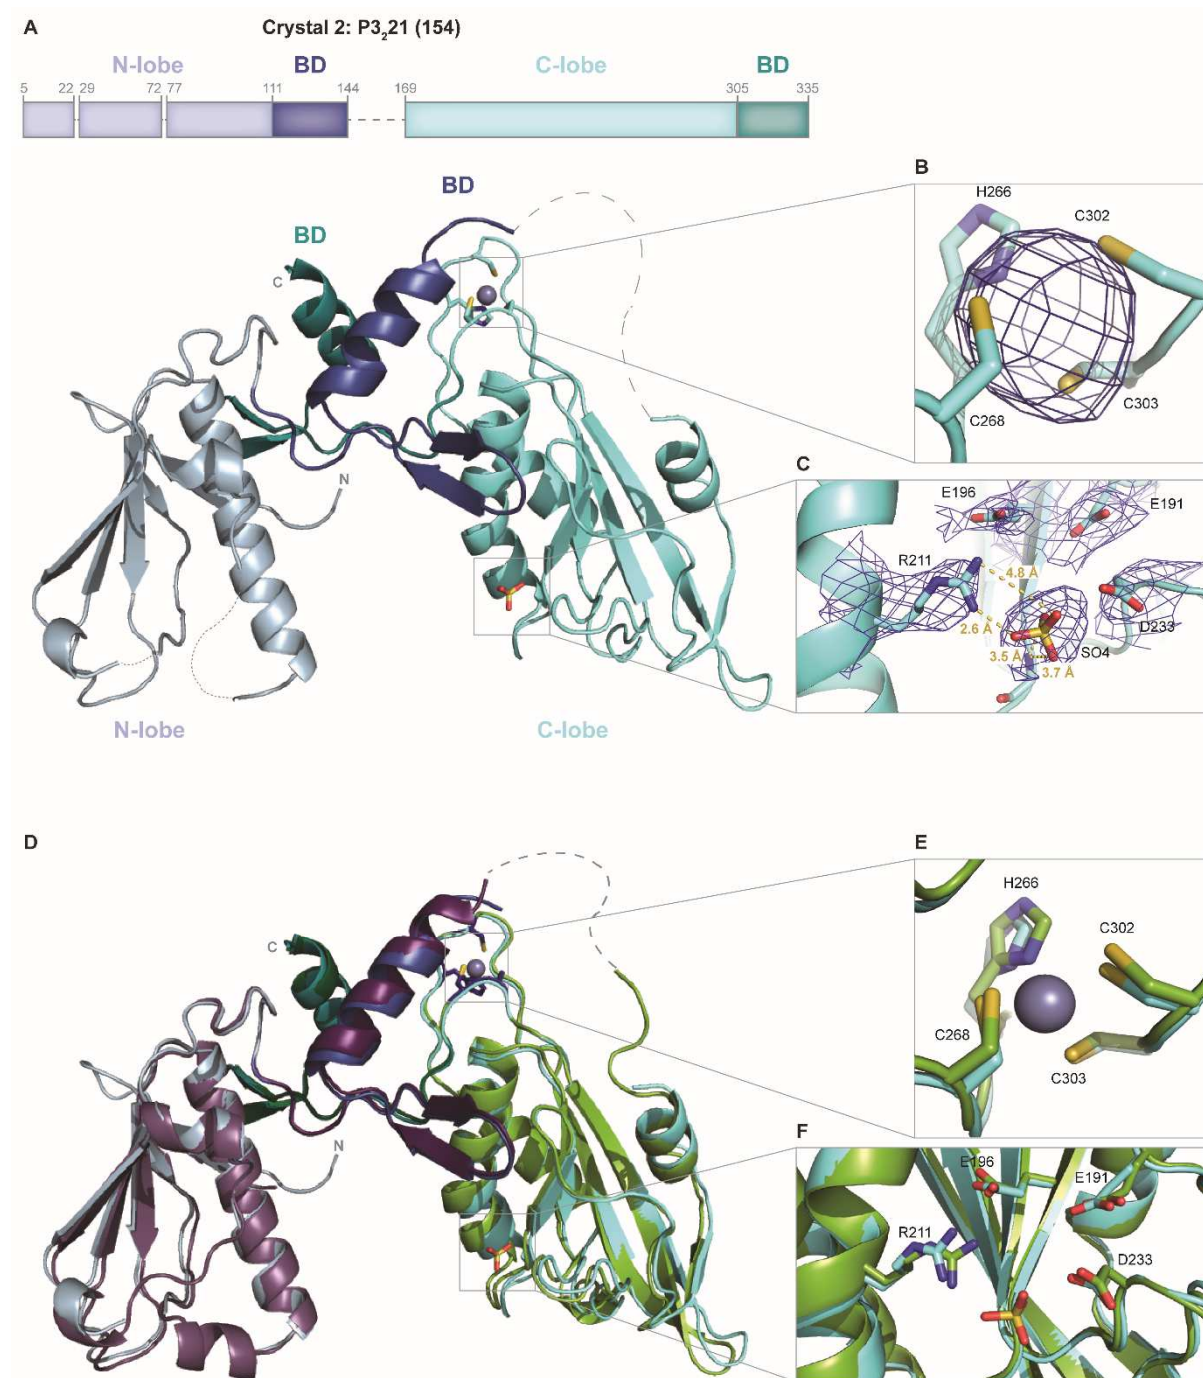 A
Crystal 2: P3₂21 (154)
N-lobe BD C-lobe BD
5 22 29 72 77 111 144 169 305 335
BD
BD
C
N
N-lobe C-lobe
B
H266
C302
C268
C303
C
E196
E191
R211
4.8 Å
2.6 Å
D233
SO4
3.5 Å
3.7 Å
D
C
N
E
H266
C302
C268
C303
F
E196
E191
R211
D233